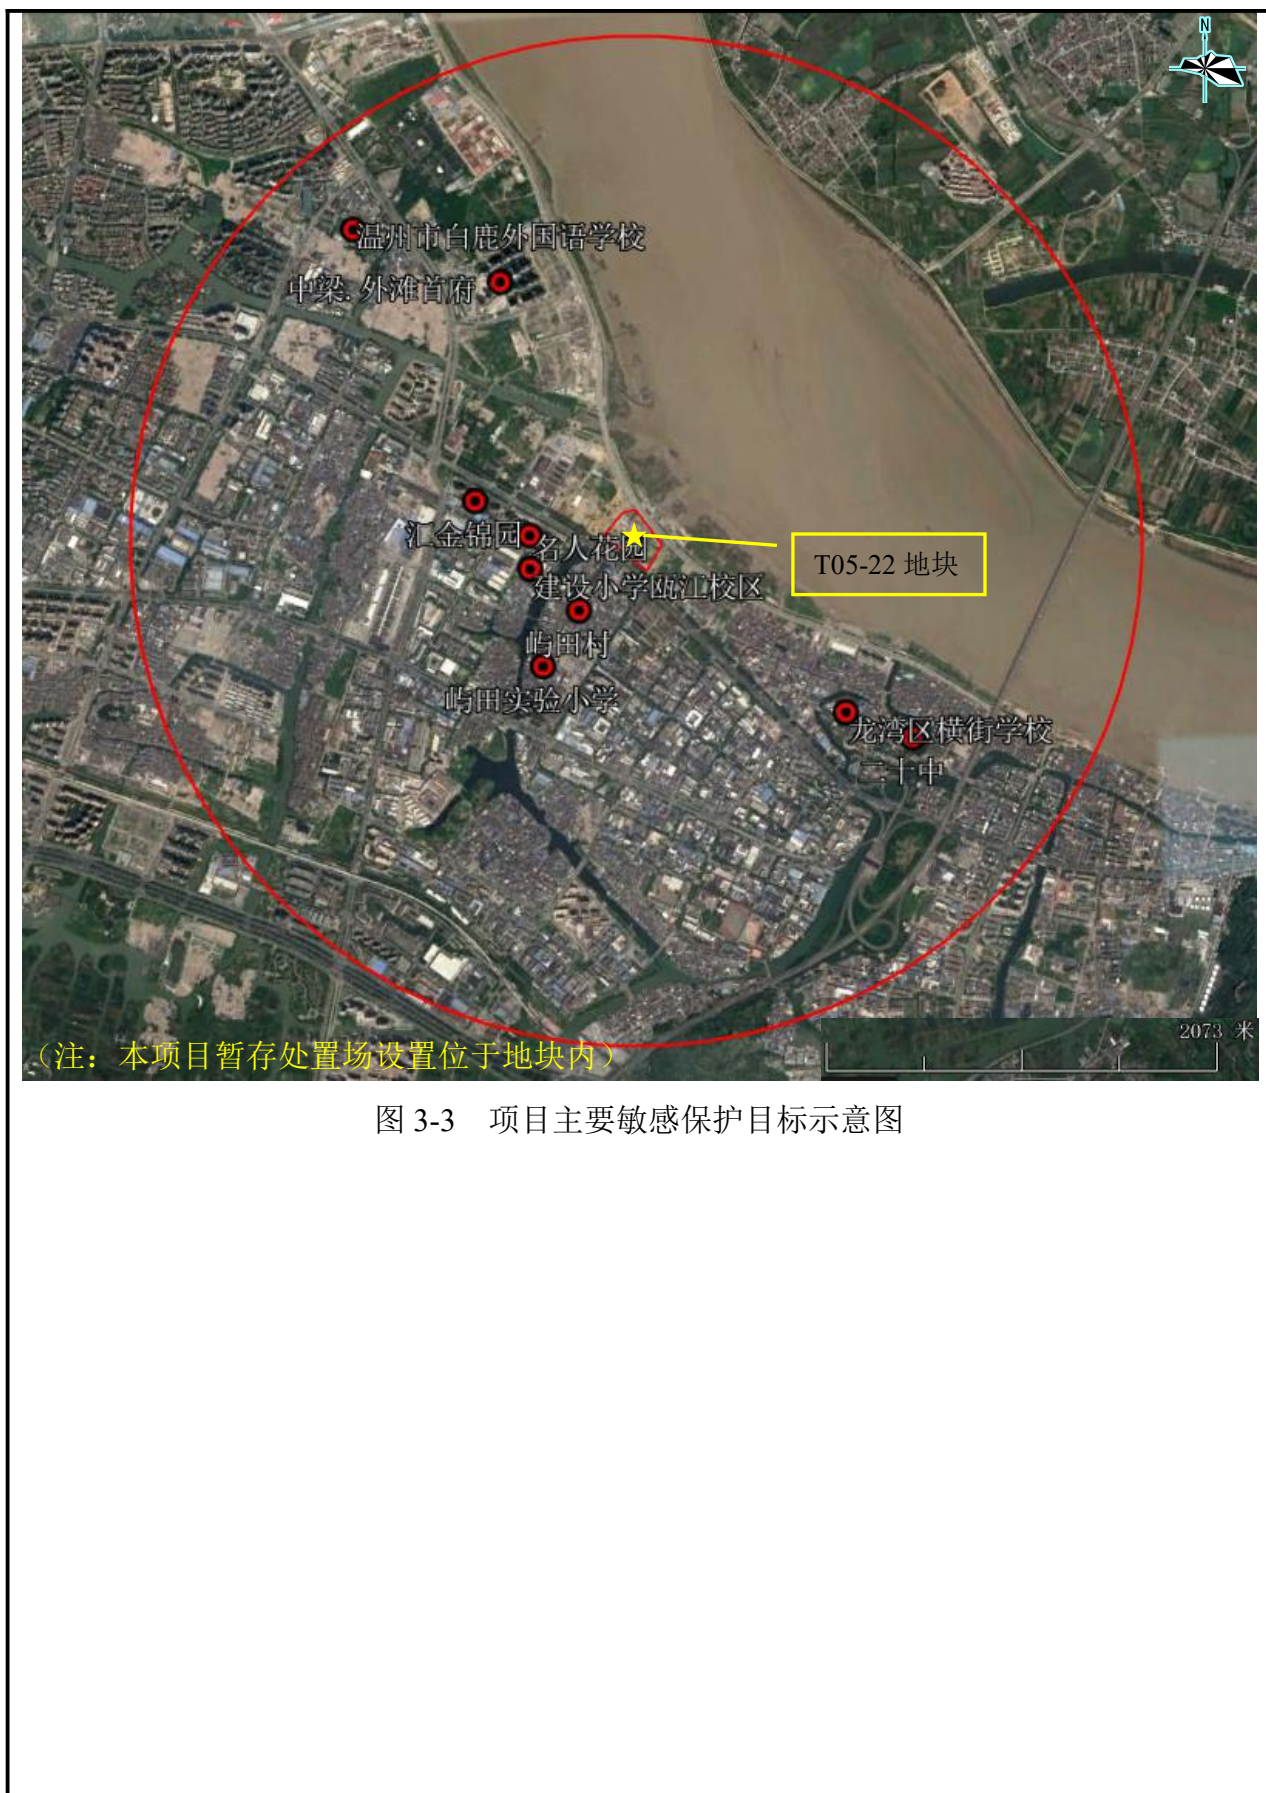 N
温州市白鹿外国语学校
中梁.外滩首府
汇金锦园
名人花园
T05-22 地块
建设小学瓯江校区
屿田村
屿田实验小学
龙湾区横街学校
二十中
2073 米
（注：本项目暂存处置场设置位于地块内）
图 3-3 项目主要敏感保护目标示意图